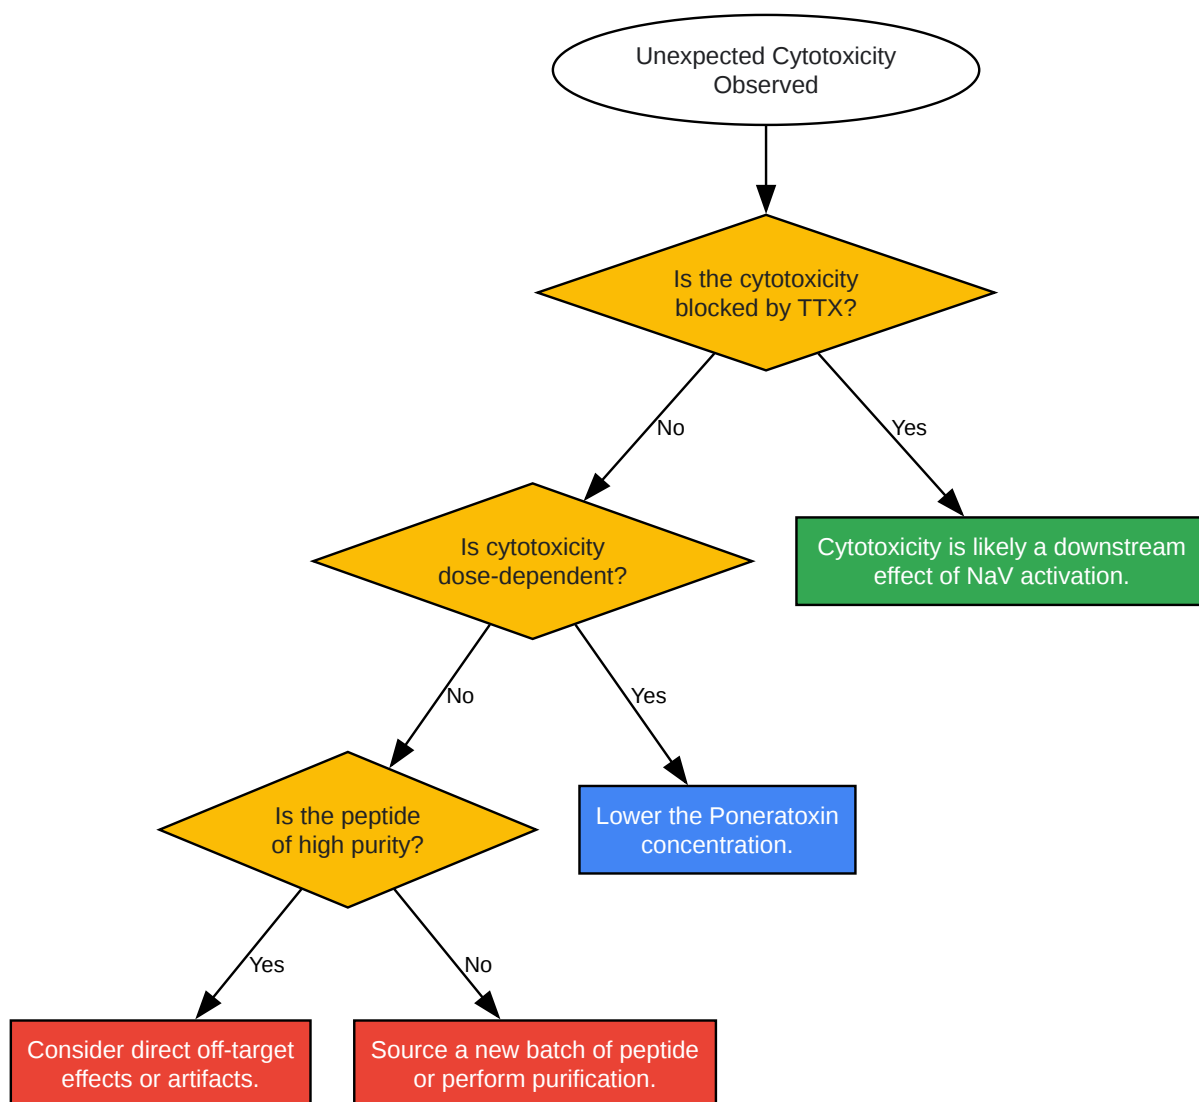 Unexpected Cytotoxicity
Observed
Is the cytotoxicity
blocked by TTX?
No
Yes
Is cytotoxicity
dose-dependent?
Cytotoxicity is likely a downstream
effect of NaV activation.
No
Yes
Is the peptide
of high purity?
Lower the Poneratoxin
concentration.
Yes
No
Consider direct off-target
effects or artifacts.
Source a new batch of peptide
or perform purification.